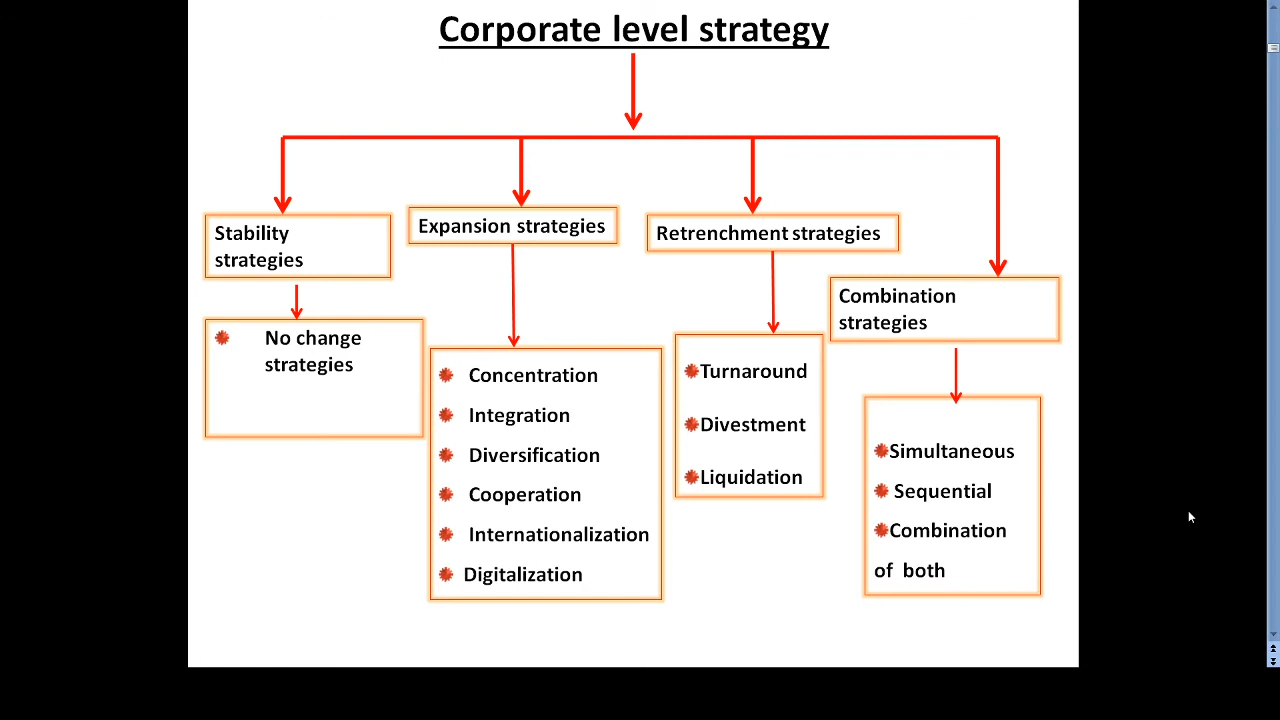 Corporate level strategy
Stability
strategies
No change
strategies
Expansion strategies
Concentration
Integration
Diversification
Cooperation
Internationalization
Digitalization
Retrenchment strategies
Turnaround
Divestment
Liquidation
Combination
strategies
Simultaneous
Sequential
Combination
of both